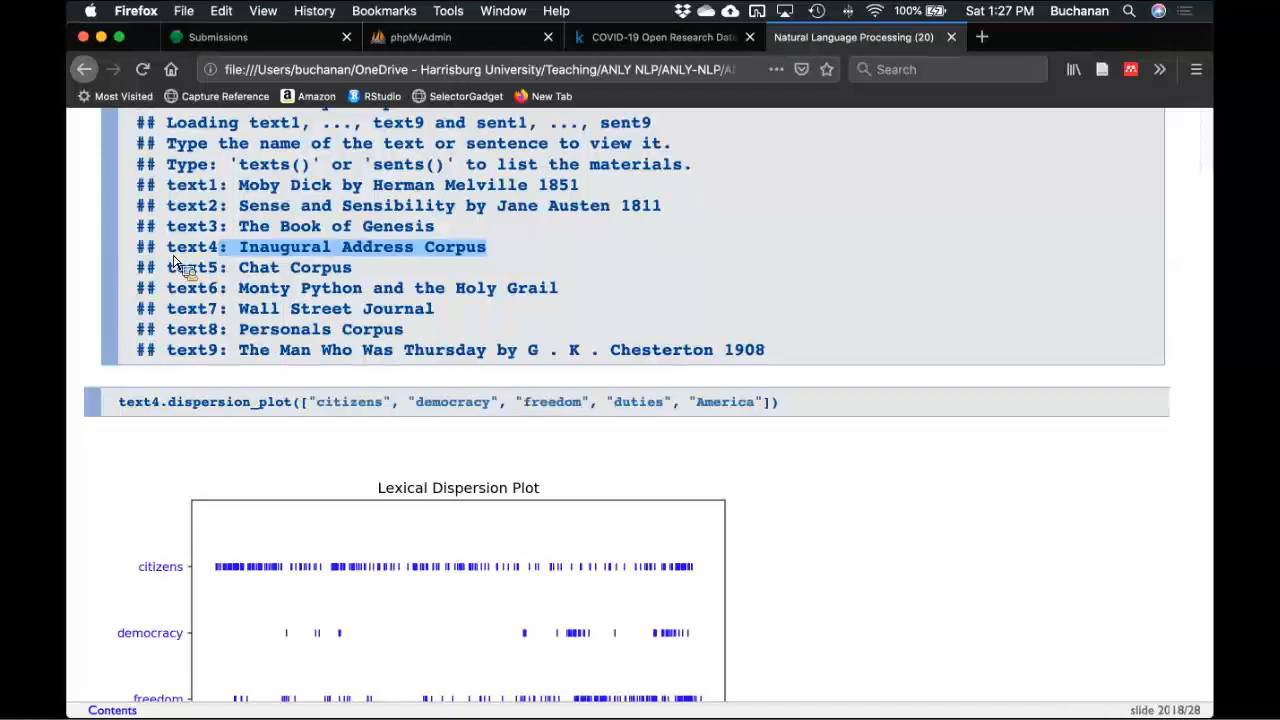 Firefox File Edit View History Bookmarks Tools Window Help 100% Sat 1:27 PM Buchanan
Submissions phpMyAdmin COVID-19 Open Research Dat Natural Language Processing (20)
file:///Users/buchanan/OneDrive - Harrisburg University/Teaching/ANLY NLP/ANLY-NLP/ Search
Most Visited Capture Reference Amazon RStudio SelectorGadget New Tab
## Loading text1, ..., text9 and sent1, ..., sent9
## Type the name of the text or sentence to view it.
## Type: 'texts()' or 'sents()' to list the materials.
## text1: Moby Dick by Herman Melville 1851
## text2: Sense and Sensibility by Jane Austen 1811
## text3: The Book of Genesis
## text4: Inaugural Address Corpus
## text5: Chat Corpus
## text6: Monty Python and the Holy Grail
## text7: Wall Street Journal
## text8: Personals Corpus
## text9: The Man Who Was Thursday by G . K . Chesterton 1908
text4.dispersion_plot(["citizens", "democracy", "freedom", "duties", "America"])
Lexical Dispersion Plot
citizens
democracy
freedom
Contents slide 2018/28